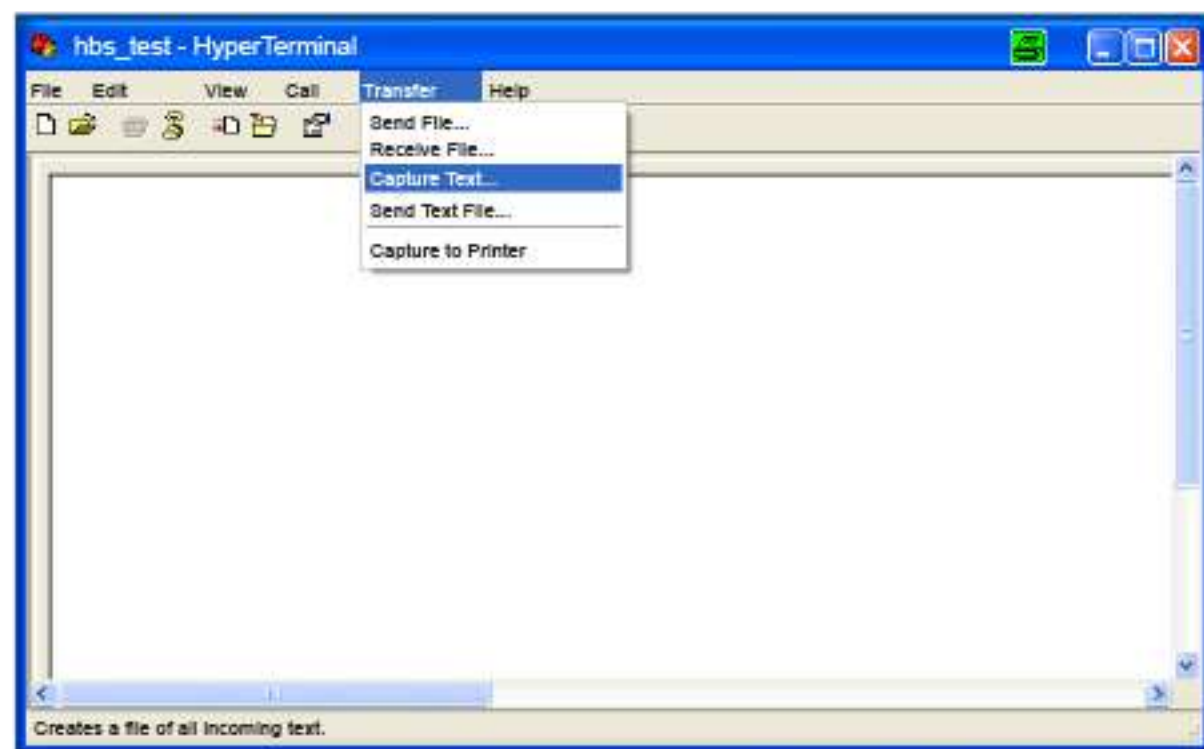 hbs_test - HyperTerminal
File Edit View Call Transfer Help
Send File...
Receive File...
Capture Text...
Send Text File...
Capture to Printer
Creates a file of all incoming text.